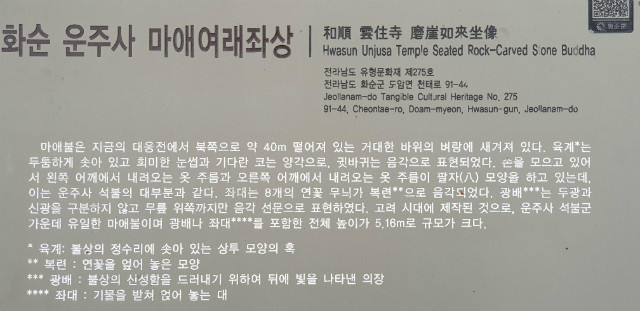 화순 운주사 마애여래좌상
和順 雲住寺 磨崖如來坐像
Hwasun Unjusa Temple Seated Rock-Carved Stone Buddha
전라남도 유형문화재 제275호
전라남도 화순군 도암면 천태로 91-44
Jeollanam-do Tangible Cultural Heritage No. 275
91-44, Cheontae-ro, Doam-myeon, Hwasun-gun, Jeollanam-do
마애불은 지금의 대웅전에서 북쪽으로 약 40m 떨어져 있는 거대한 바위의 벼랑에 새겨져 있다. 육계*는
두툼하게 솟아 있고 희미한 눈썹과 기다란 코는 양각으로, 귓바퀴는 음각으로 표현되었다. 손을 모으고 있어
서 왼쪽 어깨에서 내려오는 옷 주름과 오른쪽 어깨에서 내려오는 옷 주름이 팔자(八) 모양을 하고 있는데,
이는 운주사 석불의 대부분과 같다. 좌대는 8개의 연꽃 무늬가 복련**으로 음각되었다. 광배***는 두광과
신광을 구분하지 않고 무릎 위쪽까지만 음각 선문으로 표현하였다. 고려 시대에 제작된 것으로, 운주사 석불군
가운데 유일한 마애불이며 광배나 좌대****를 포함한 전체 높이가 5.16m로 규모가 크다.
* 육계: 불상의 정수리에 솟아 있는 상투 모양의 혹
** 복련 : 연꽃을 엎어 놓은 모양
*** 광배 : 불상의 신성함을 드러내기 위하여 뒤에 빛을 나타낸 의장
**** 좌대 : 기물을 받쳐 얹어 놓는 대